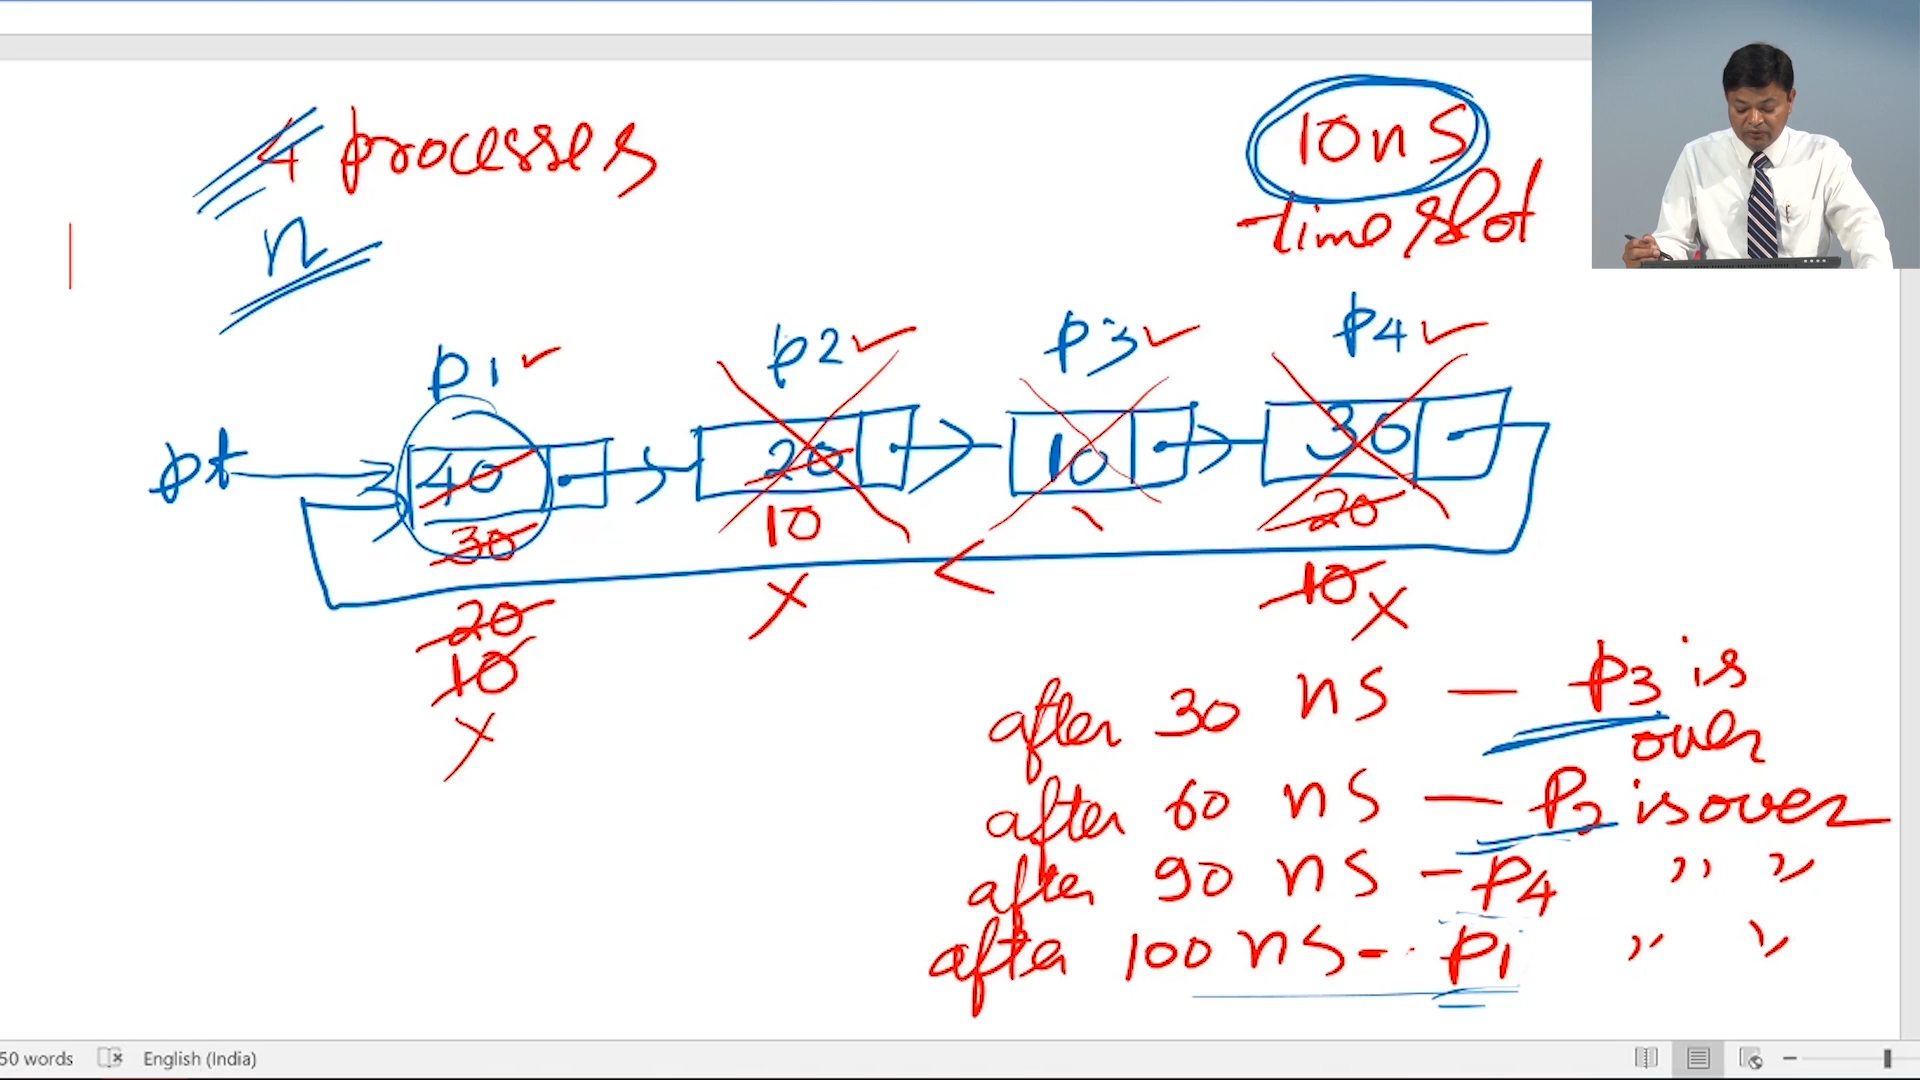 4 processes
10ns
time slot
n
p1 p2 p3 p4
pt
40 20 10 30
30 10 20
20 x 10 x
10
x
after 30 ns — p3 is over
after 60 ns — P2 is over
after 90 ns - P4 ,, ,,
after 100 ns - p1 ,, ,,
50 words English (India)